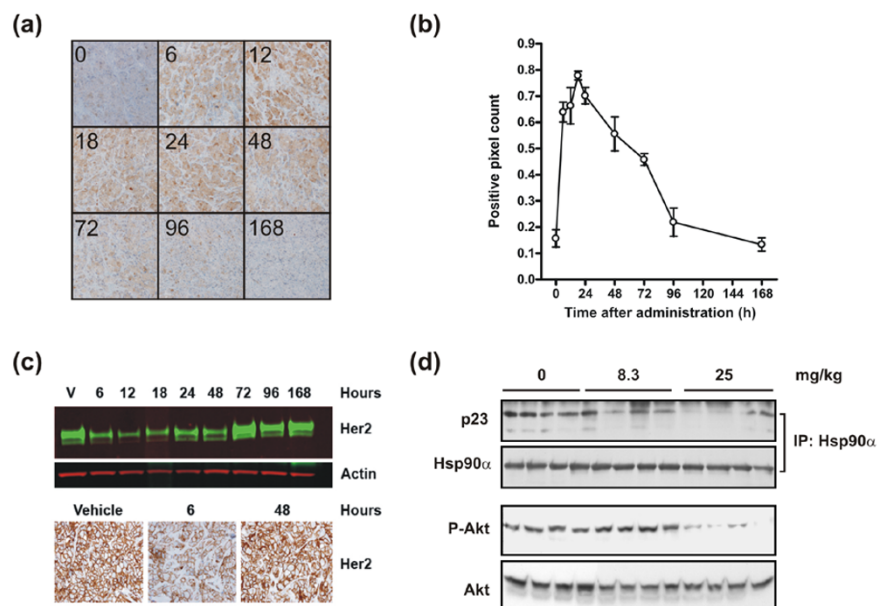 (a)
0 6 12
18 24 48
72 96 168
(b)
Positive pixel count
0.9
0.8
0.7
0.6
0.5
0.4
0.3
0.2
0.1
0.0
0 24 48 72 96 120 144 168
Time after administration (h)
(c)
V 6 12 18 24 48 72 96 168 Hours
Her2
Actin
Vehicle 6 48 Hours
Her2
(d)
0 8.3 25 mg/kg
p23
Hsp90α
IP: Hsp90α
P-Akt
Akt